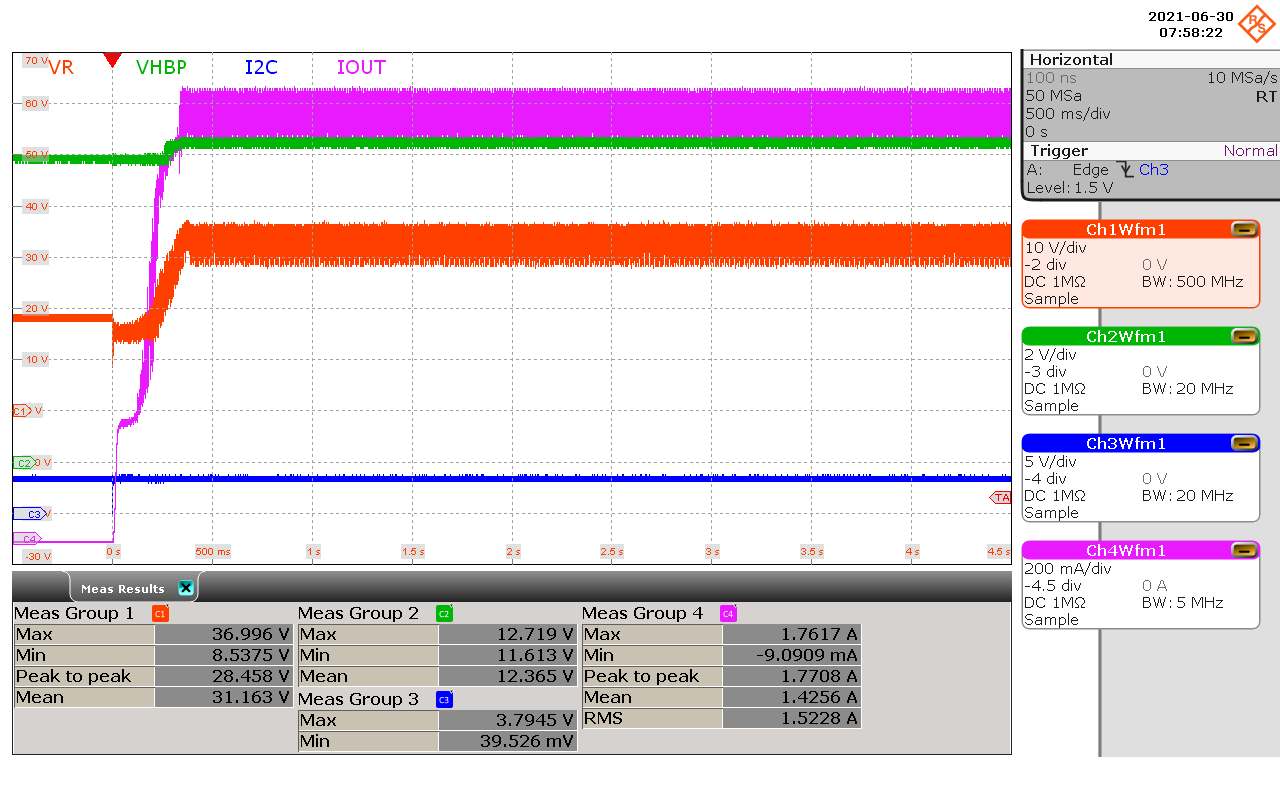 2021-06-30
07:58:22
R&S
VR VHBP I2C IOUT
70 V
60 V
50 V
40 V
30 V
20 V
10 V
C1 V
C2 0 V
C3 V
C4
-30 V
TA
0 s 500 ms 1 s 1.5 s 2 s 2.5 s 3 s 3.5 s 4 s 4.5 s
Horizontal
100 ns 10 MSa/s
50 MSa RT
500 ms/div
0 s
Trigger Normal
A: Edge Ch3
Level: 1.5 V
Ch1Wfm1
10 V/div
-2 div 0 V
DC 1MΩ BW: 500 MHz
Sample
Ch2Wfm1
2 V/div
-3 div 0 V
DC 1MΩ BW: 20 MHz
Sample
Ch3Wfm1
5 V/div
-4 div 0 V
DC 1MΩ BW: 20 MHz
Sample
Ch4Wfm1
200 mA/div
-4.5 div 0 A
DC 1MΩ BW: 5 MHz
Sample
Meas Results
Meas Group 1 C1
Max 36.996 V
Min 8.5375 V
Peak to peak 28.458 V
Mean 31.163 V
Meas Group 2 C2
Max 12.719 V
Min 11.613 V
Mean 12.365 V
Meas Group 3 C3
Max 3.7945 V
Min 39.526 mV
Meas Group 4 C4
Max 1.7617 A
Min -9.0909 mA
Peak to peak 1.7708 A
Mean 1.4256 A
RMS 1.5228 A